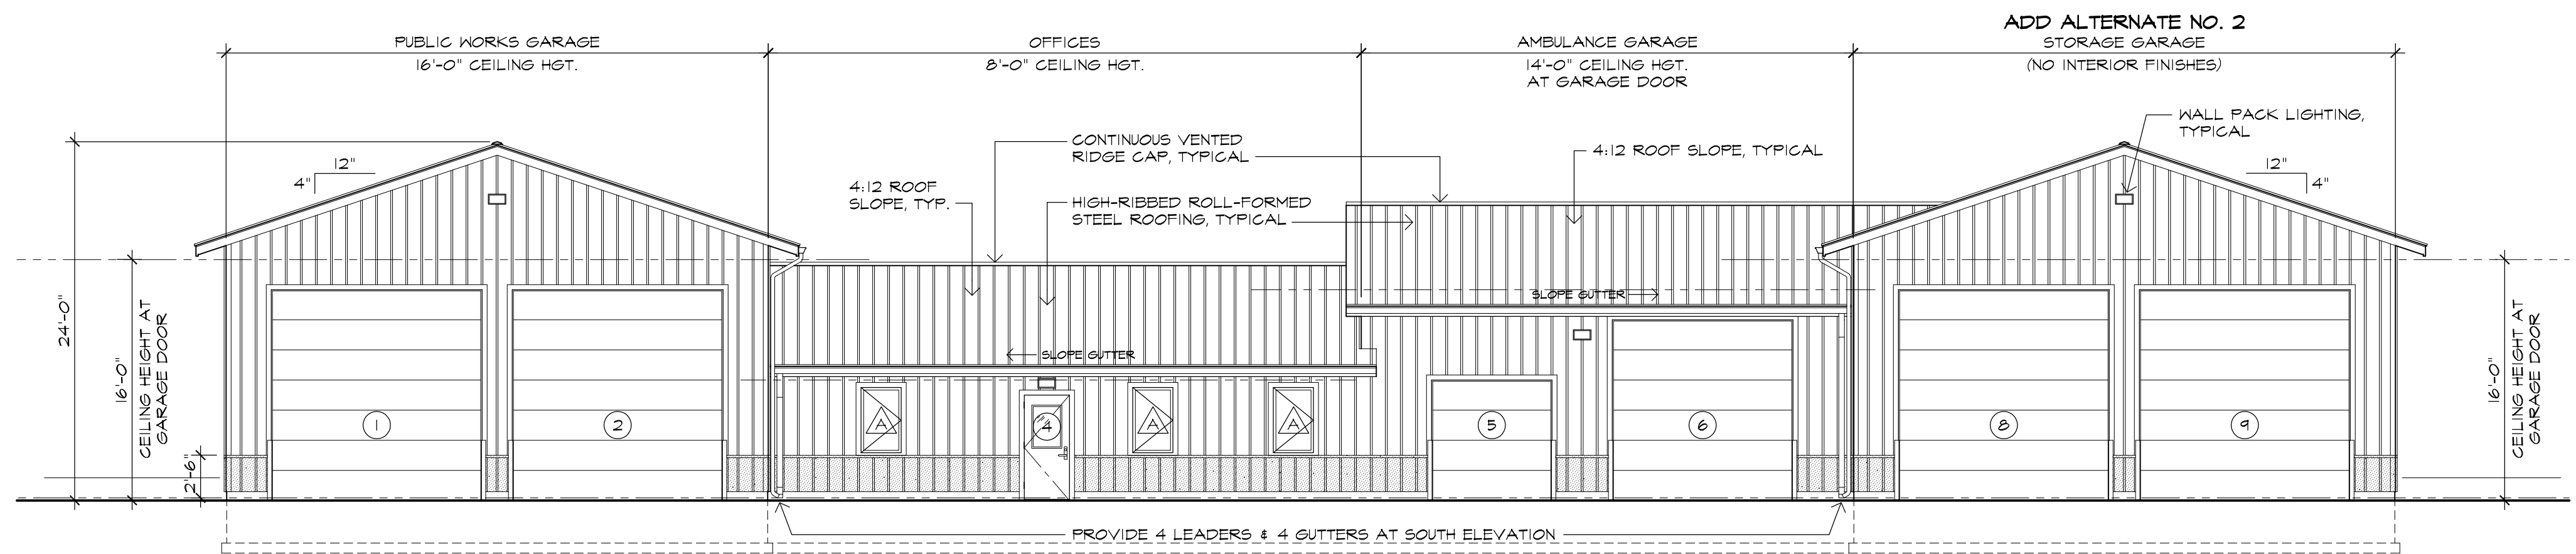 ADD ALTERNATE NO. 2
PUBLIC WORKS GARAGE
16'-0" CEILING HGT.
OFFICES
8'-0" CEILING HGT.
AMBULANCE GARAGE
14'-0" CEILING HGT.
AT GARAGE DOOR
STORAGE GARAGE
(NO INTERIOR FINISHES)
WALL PACK LIGHTING,
TYPICAL
CONTINUOUS VENTED
RIDGE CAP, TYPICAL
4:12 ROOF SLOPE, TYPICAL
12"
4"
12"
4"
4:12 ROOF
SLOPE, TYP.
HIGH-RIBBED ROLL-FORMED
STEEL ROOFING, TYPICAL
SLOPE GUTTER
SLOPE GUTTER
24'-0"
16'-0"
CEILING HEIGHT AT
GARAGE DOOR
2'-6"
16'-0"
CEILING HEIGHT AT
GARAGE DOOR
1
2
A
4
A
A
5
6
8
9
PROVIDE 4 LEADERS & 4 GUTTERS AT SOUTH ELEVATION